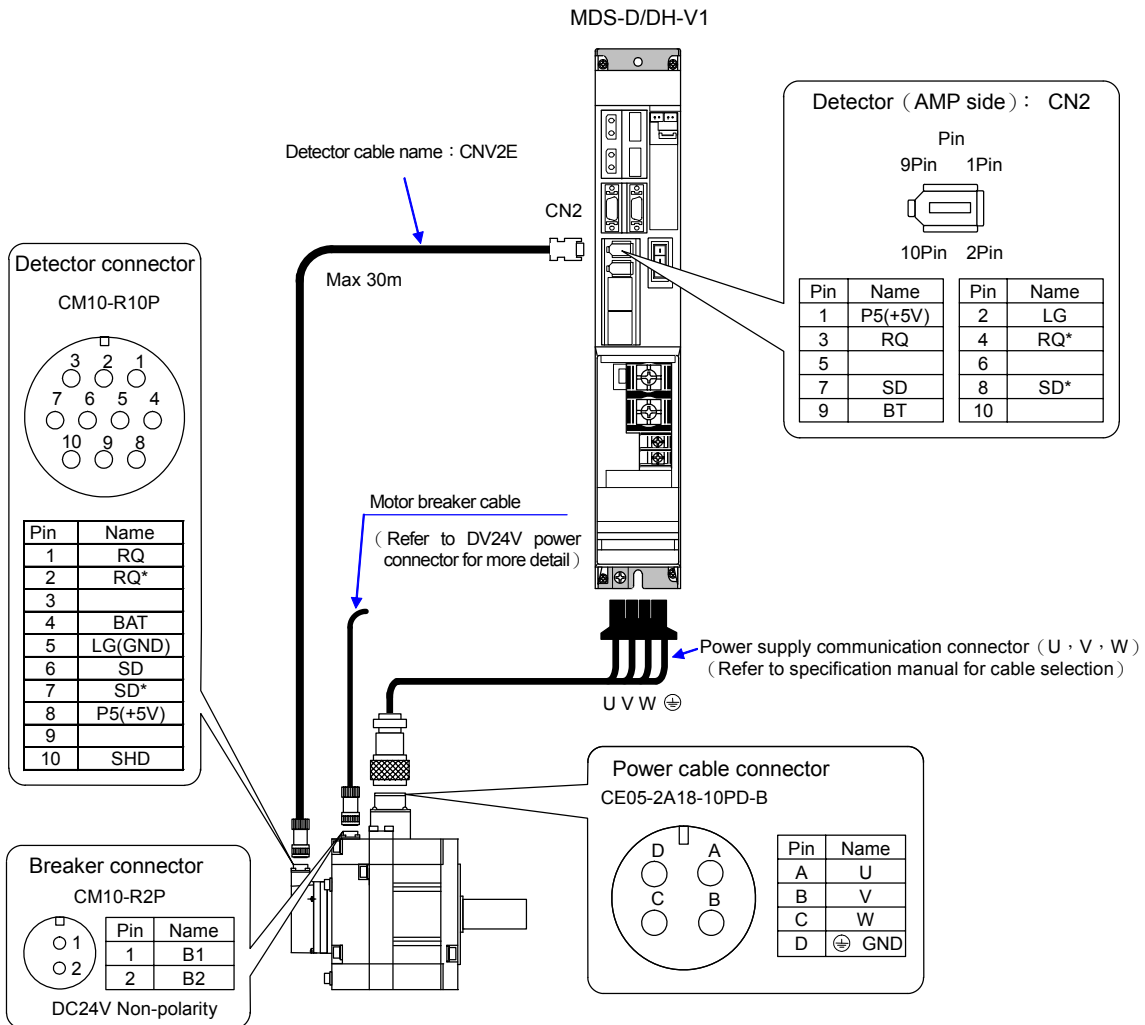 MDS-D/DH-V1
Detector（AMP side）： CN2
Pin
9Pin 1Pin
10Pin 2Pin
Pin Name Pin Name
1 P5(+5V) 2 LG
3 RQ 4 RQ*
5 6
7 SD 8 SD*
9 BT 10
Detector cable name：CNV2E
CN2
Max 30m
Detector connector
CM10-R10P
3 2 1
7 6 5 4
10 9 8
Pin Name
1 RQ
2 RQ*
3
4 BAT
5 LG(GND)
6 SD
7 SD*
8 P5(+5V)
9
10 SHD
Motor breaker cable
（Refer to DV24V power
connector for more detail）
Power supply communication connector（U，V，W）
（Refer to specification manual for cable selection）
U V W
Power cable connector
CE05-2A18-10PD-B
D A
C B
Pin Name
A U
B V
C W
D GND
Breaker connector
CM10-R2P
1
2
Pin Name
1 B1
2 B2
DC24V Non-polarity